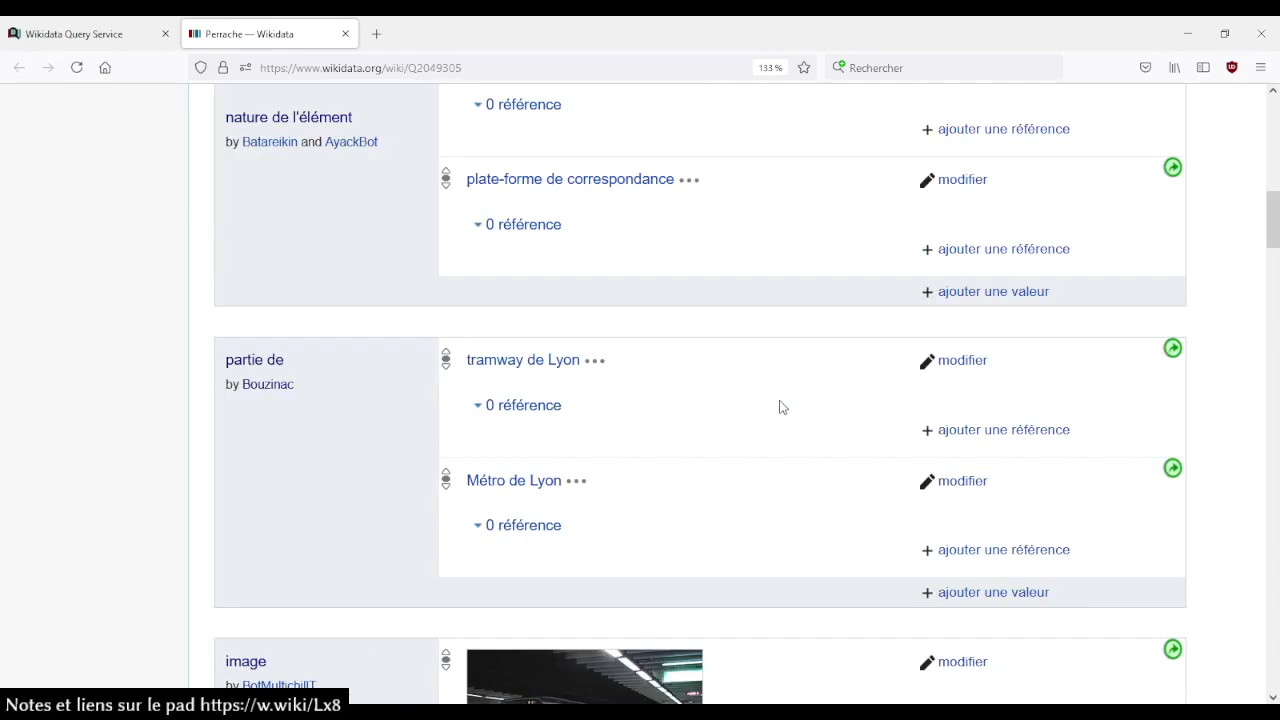 Wikidata Query Service
Perrache — Wikidata
https://www.wikidata.org/wiki/Q2049305
133 %
Rechercher
0 référence
nature de l'élément
ajouter une référence
by Batareikin and AyackBot
plate-forme de correspondance
modifier
0 référence
ajouter une référence
ajouter une valeur
partie de
tramway de Lyon
modifier
by Bouzinac
0 référence
ajouter une référence
Métro de Lyon
modifier
0 référence
ajouter une référence
ajouter une valeur
image
modifier
by BotMultichillT
Notes et liens sur le pad https://w.wiki/Lx8